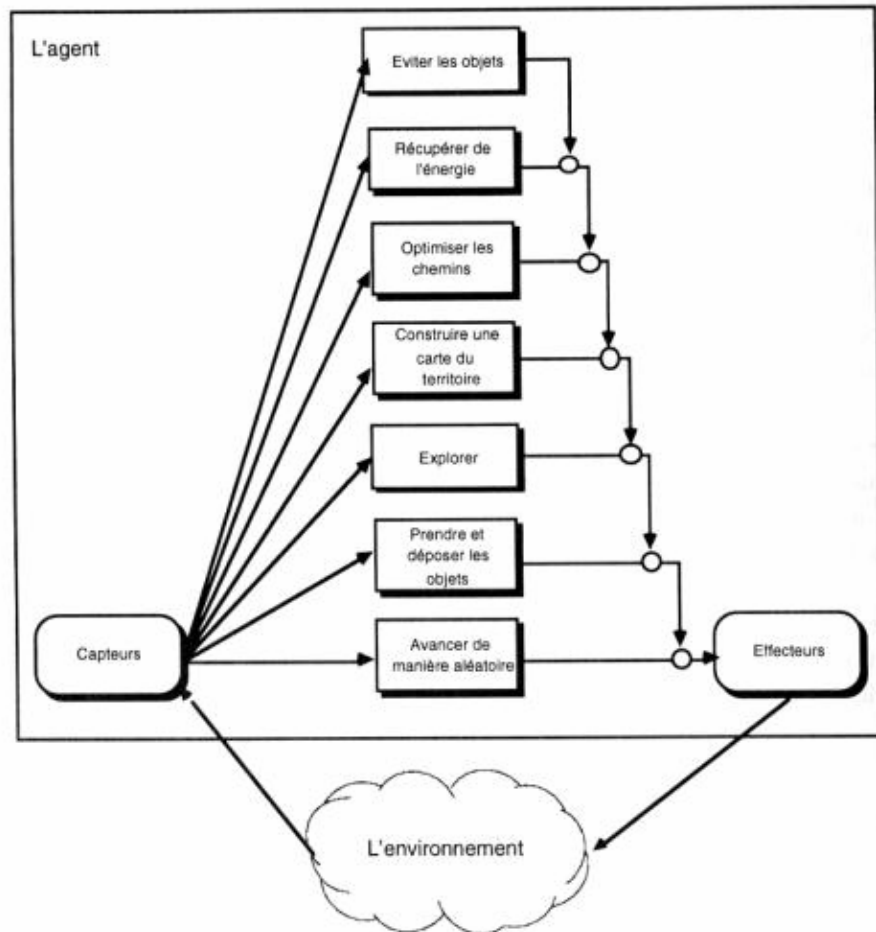 L'agent
Eviter les objets
Récupérer de
l'énergie
Optimiser les
chemins
Construire une
carte du
territoire
Explorer
Prendre et
déposer les
objets
Capteurs
Avancer de
manière aléatoire
Effecteurs
L'environnement